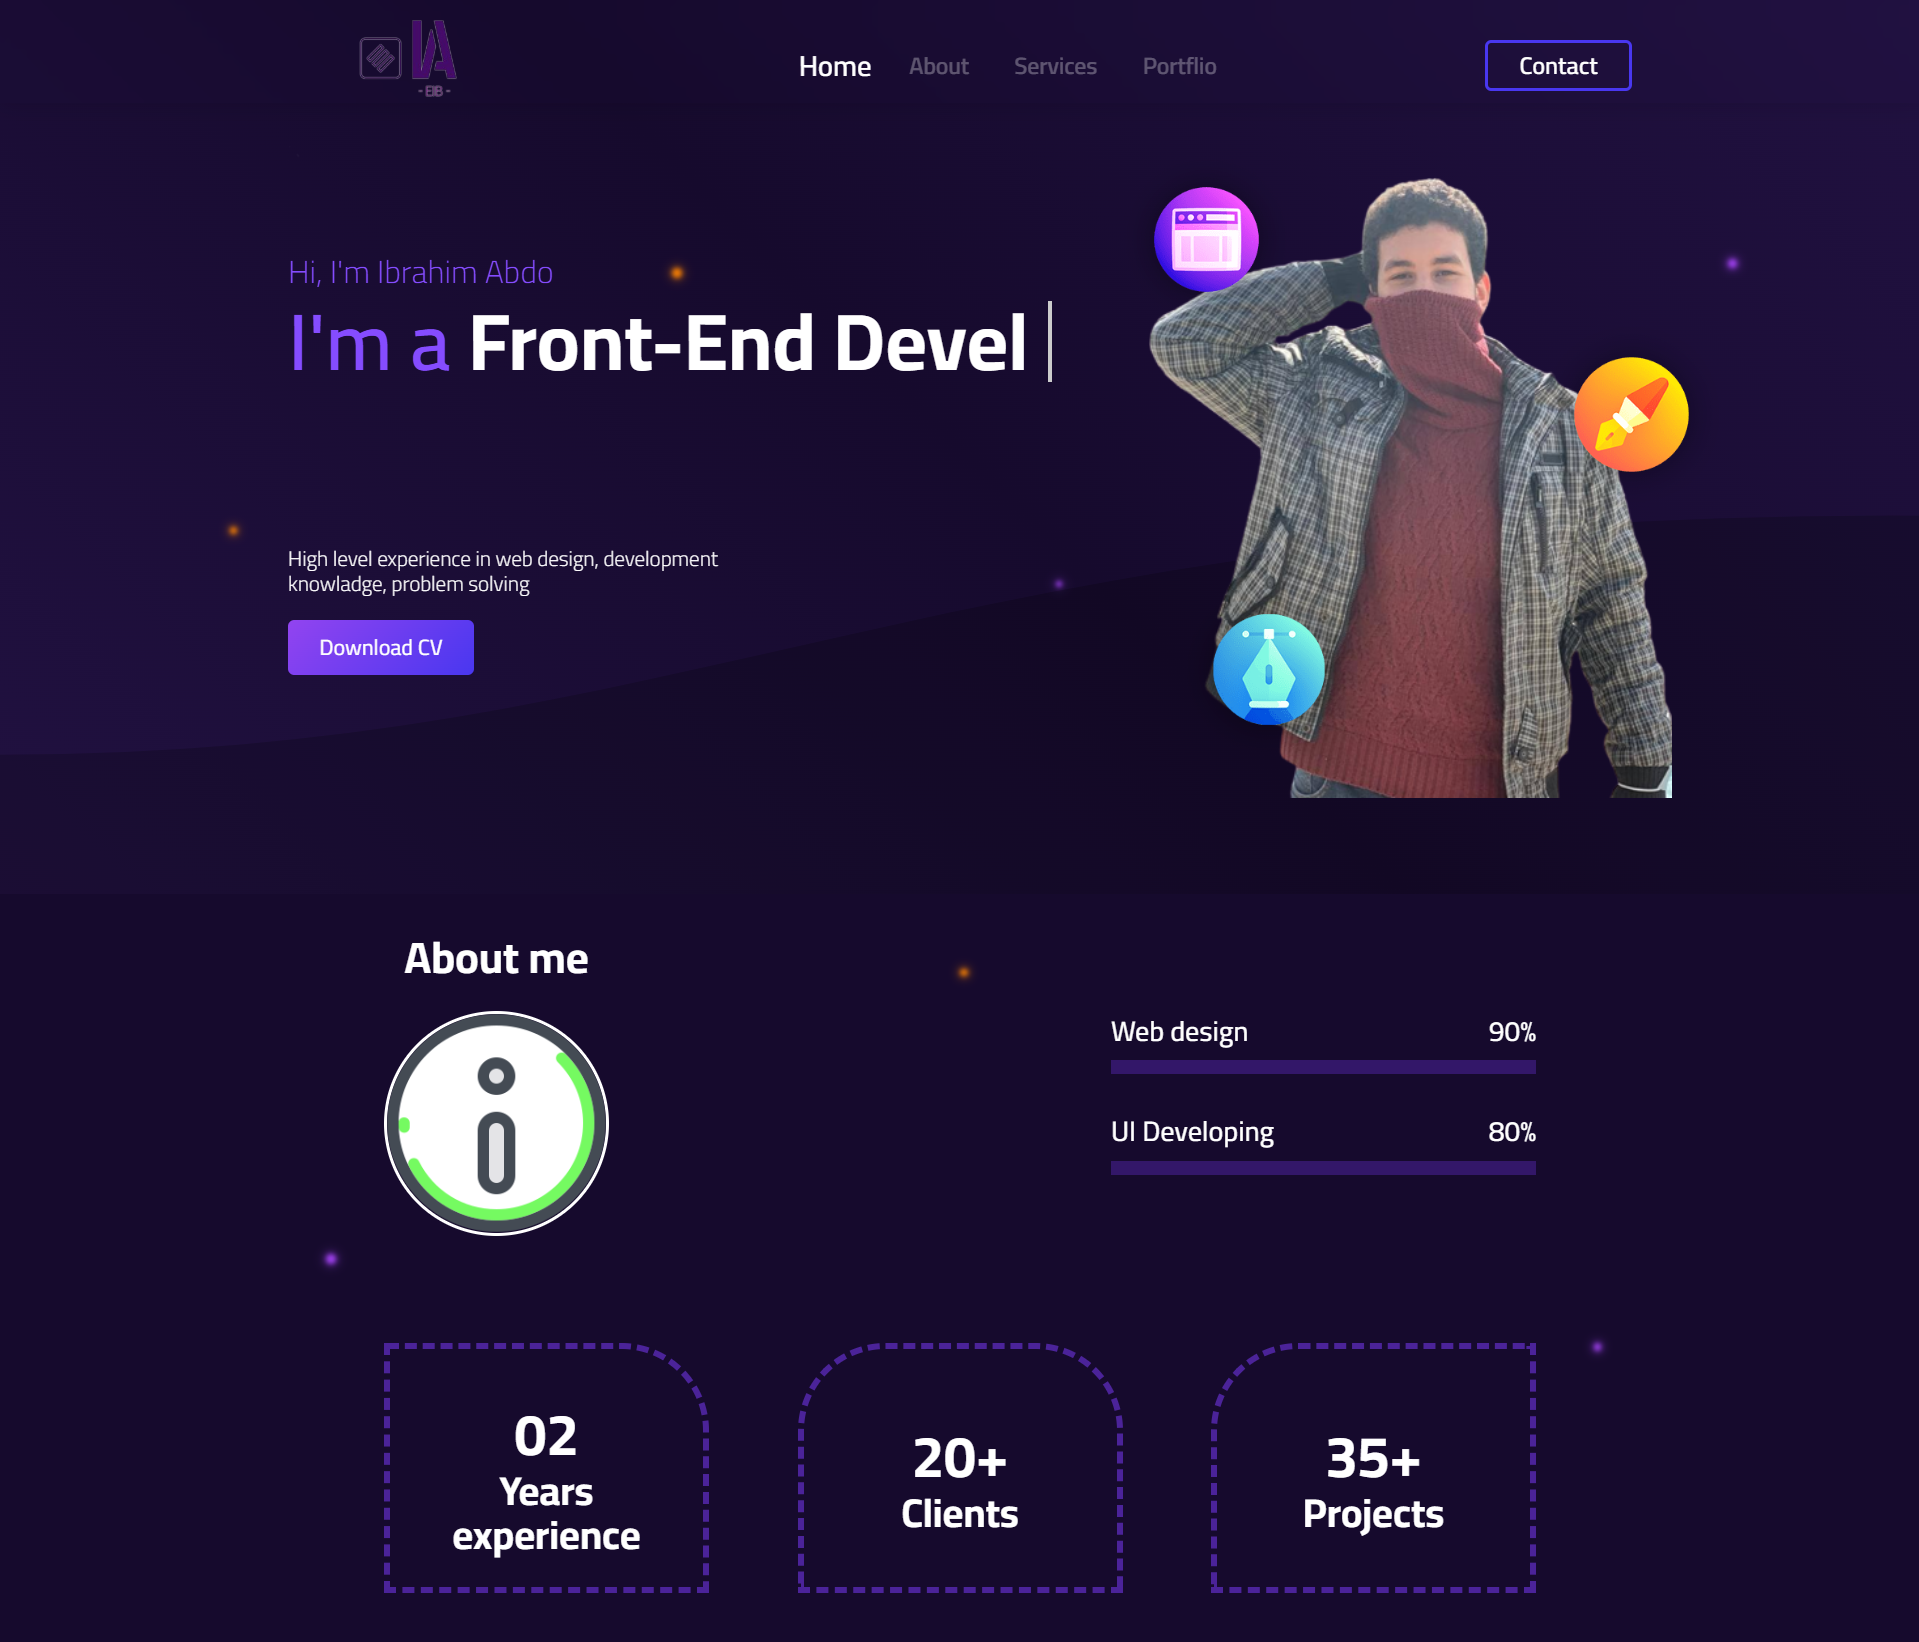 IA
- EIB -
Home About Services Portflio Contact
Hi, I'm Ibrahim Abdo
I'm a Front-End Devel
High level experience in web design, development
knowladge, problem solving
Download CV
About me
Web design 90%
UI Developing 80%
02
Years
experience
20+
Clients
35+
Projects